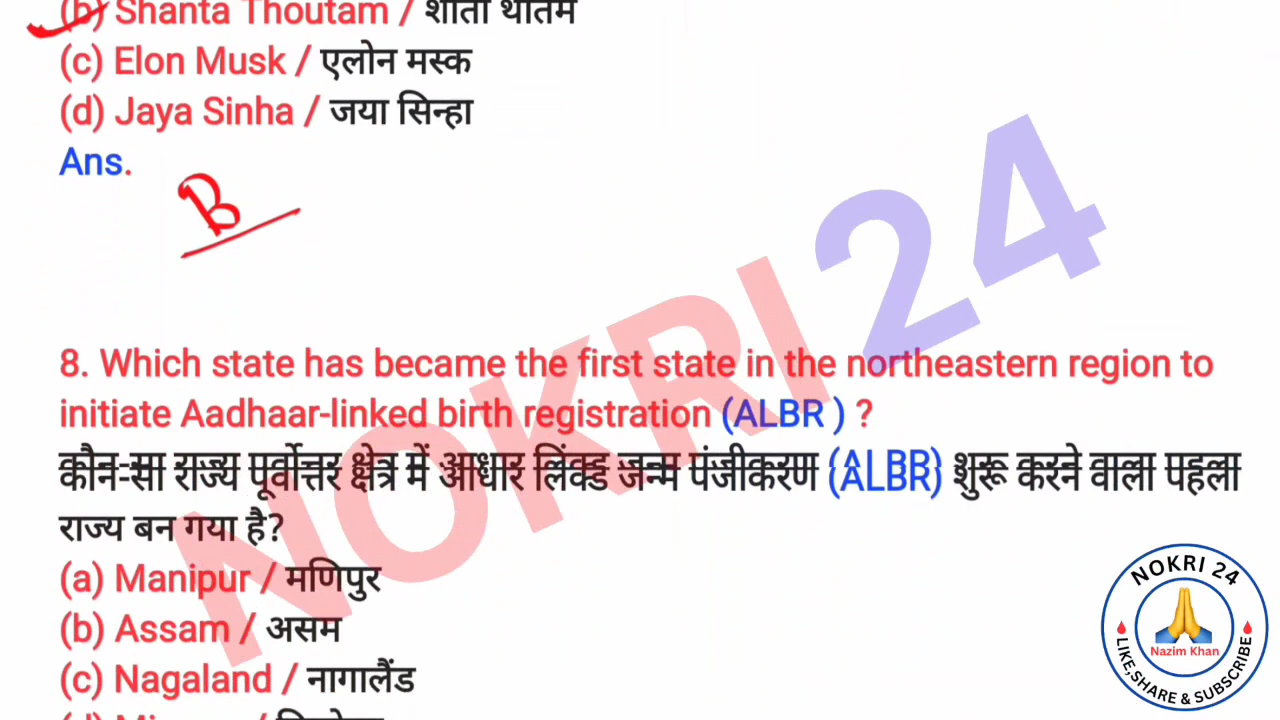 (b) Shanta Thoutam / शांता थौतम
(c) Elon Musk / एलोन मस्क
(d) Jaya Sinha / जया सिन्हा
Ans.
B
8. Which state has became the first state in the northeastern region to
initiate Aadhaar-linked birth registration (ALBR ) ?
कौन-सा राज्य पूर्वोत्तर क्षेत्र में आधार लिंक्ड जन्म पंजीकरण (ALBR) शुरू करने वाला पहला
राज्य बन गया है?
(a) Manipur / मणिपुर
(b) Assam / असम
(c) Nagaland / नागालैंड
(d)
NOKRI 24
NOKRI 24
Nazim Khan
LIKE,SHARE & SUBSCRIBE